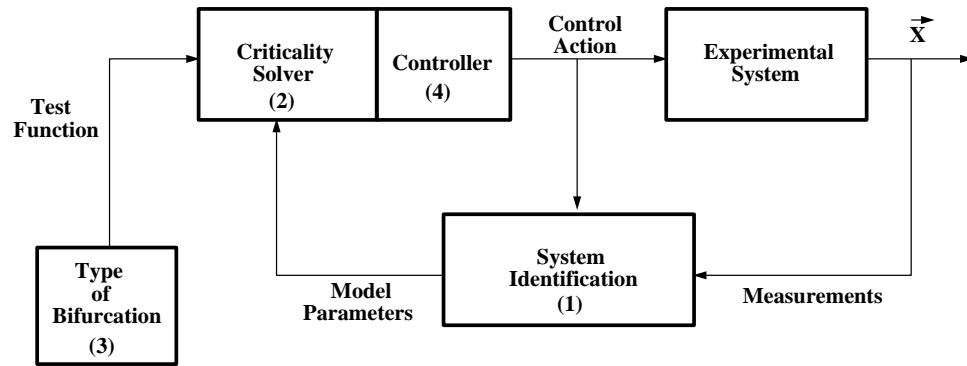 Criticality
Solver
(2)
Controller
(4)
Control
Action
Experimental
System
X
Test
Function
Type
of
Bifurcation
(3)
Model
Parameters
System
Identification
(1)
Measurements